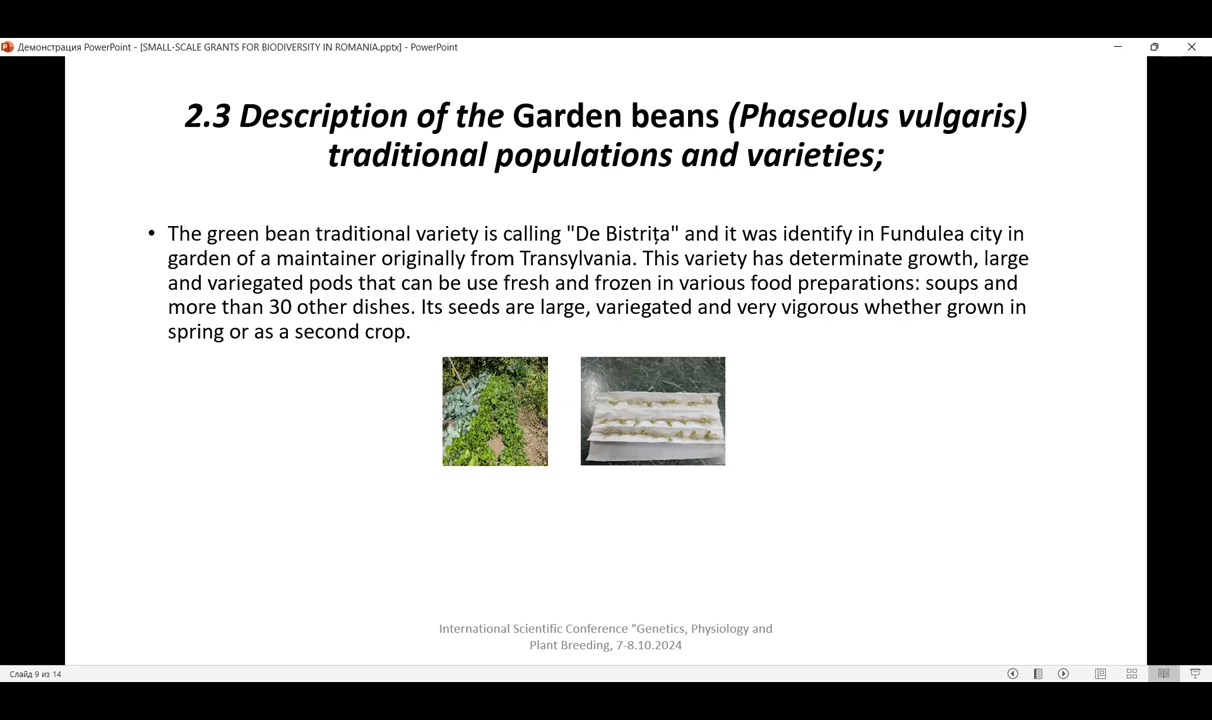 Демонстрация PowerPoint - [SMALL-SCALE GRANTS FOR BIODIVERSITY IN ROMANIA.pptx] - PowerPoint
2.3 Description of the Garden beans (Phaseolus vulgaris)
traditional populations and varieties;
• The green bean traditional variety is calling "De Bistrița" and it was identify in Fundulea city in
garden of a maintainer originally from Transylvania. This variety has determinate growth, large
and variegated pods that can be use fresh and frozen in various food preparations: soups and
more than 30 other dishes. Its seeds are large, variegated and very vigorous whether grown in
spring or as a second crop.
International Scientific Conference "Genetics, Physiology and
Plant Breeding, 7-8.10.2024
Слайд 9 из 14